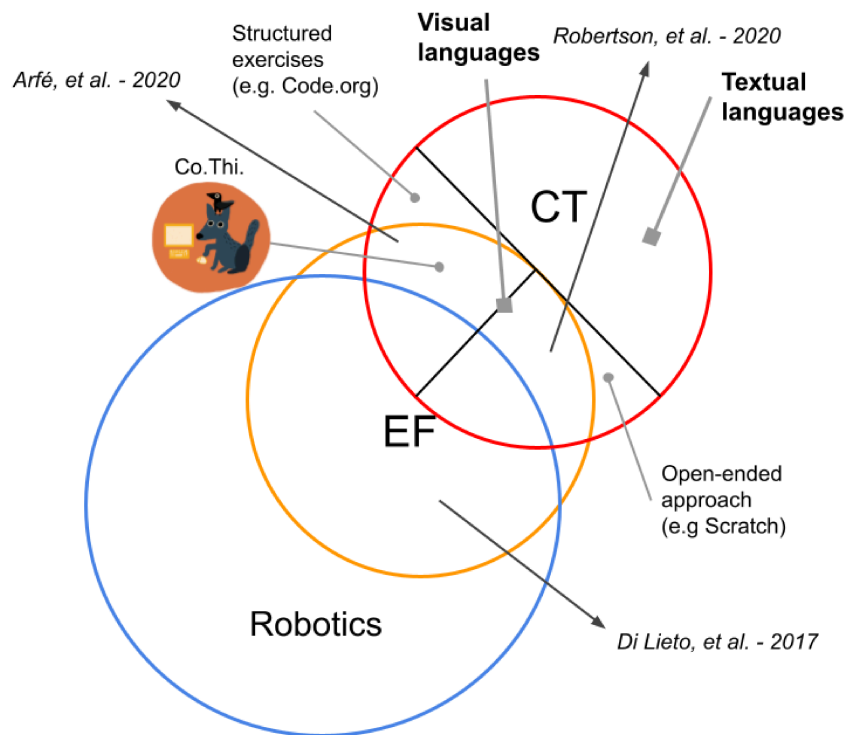 Structured
exercises
(e.g. Code.org)
Visual
languages
Robertson, et al. - 2020
Arfé, et al. - 2020
Textual
languages
Co.Thi.
CT
EF
Open-ended
approach
(e.g Scratch)
Robotics
Di Lieto, et al. - 2017